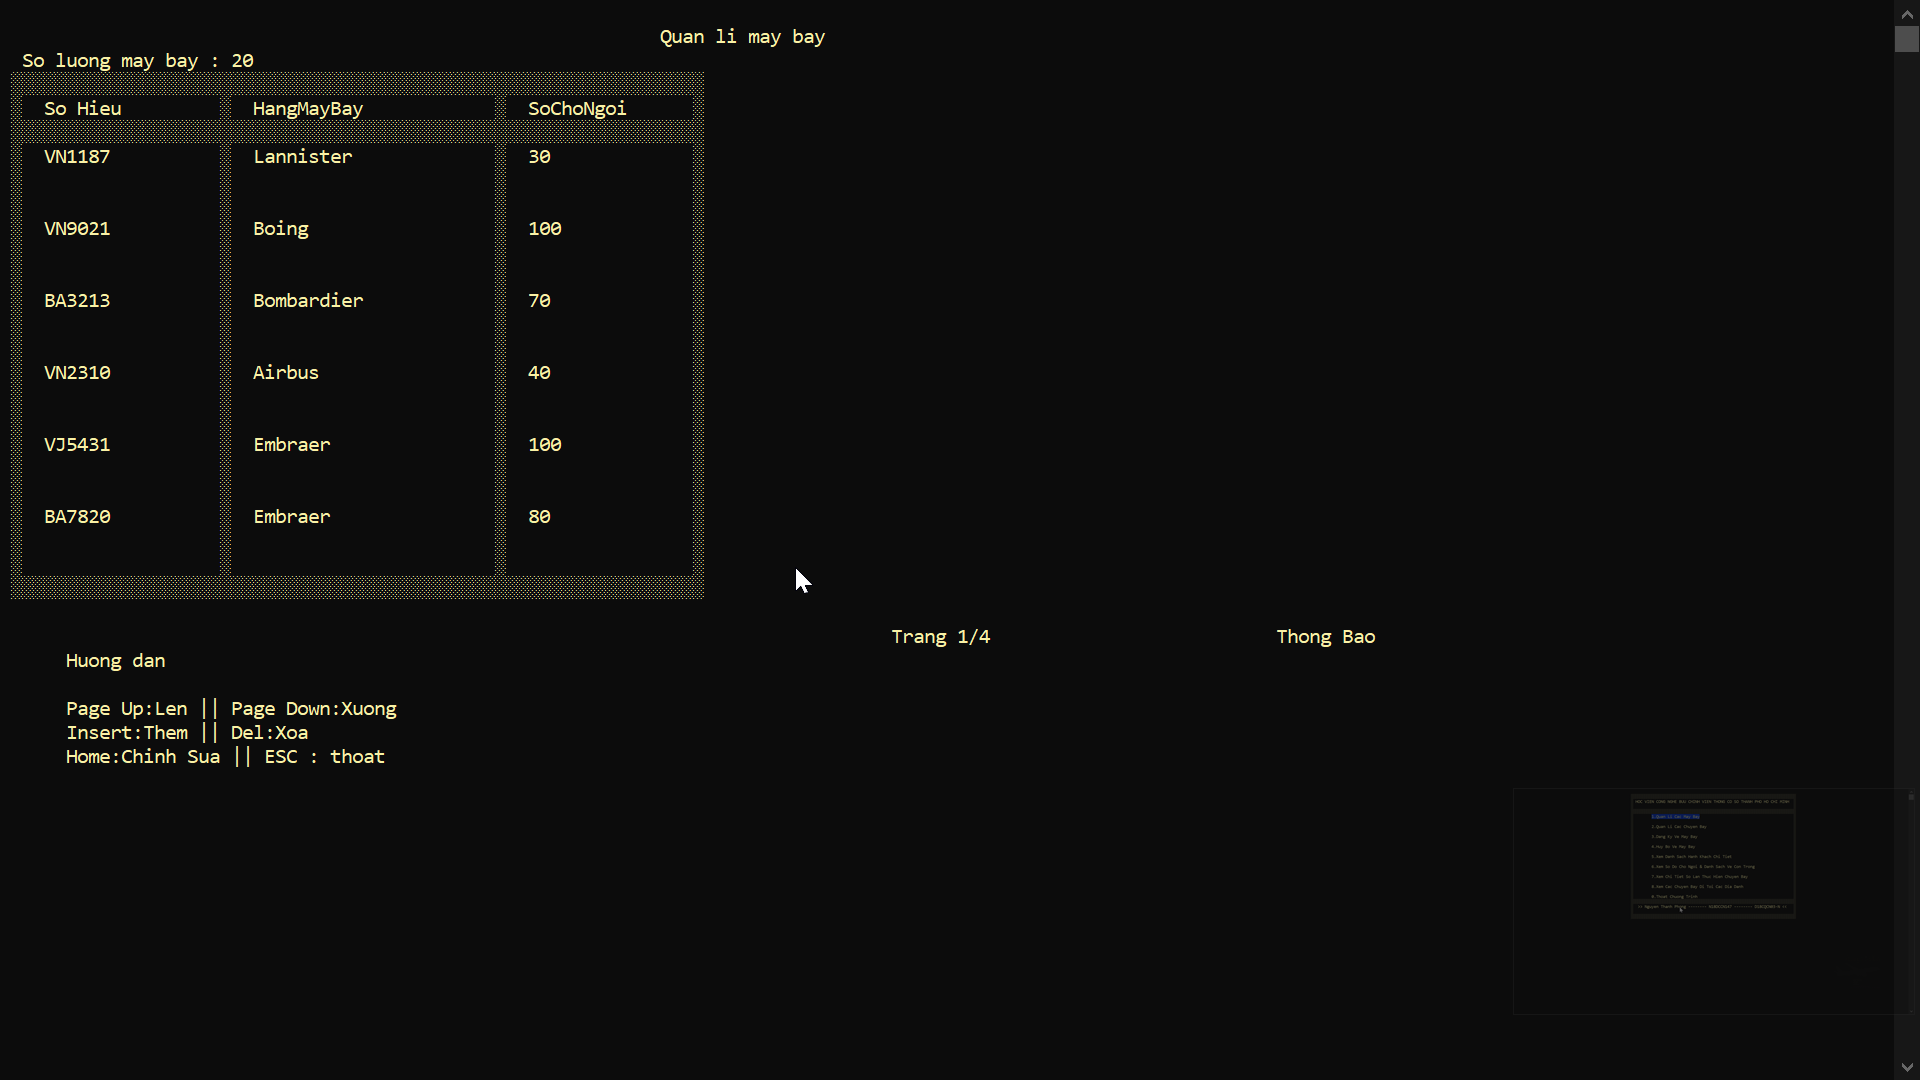 Quan li may bay
So luong may bay : 20
So Hieu HangMayBay SoChoNgoi
VN1187 Lannister 30
VN9021 Boing 100
BA3213 Bombardier 70
VN2310 Airbus 40
VJ5431 Embraer 100
BA7820 Embraer 80
Trang 1/4 Thong Bao
Huong dan
Page Up:Len || Page Down:Xuong
Insert:Them || Del:Xoa
Home:Chinh Sua || ESC : thoat